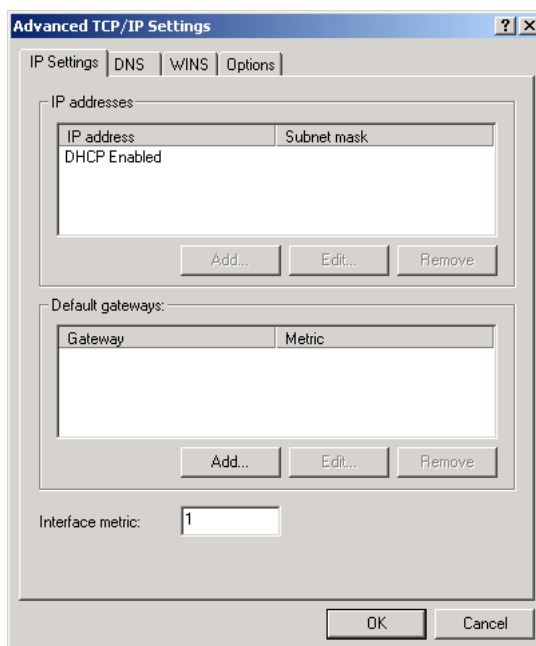 Advanced TCP/IP Settings
IP Settings DNS WINS Options
IP addresses
IP address Subnet mask
DHCP Enabled
Add... Edit... Remove
Default gateways:
Gateway Metric
Add... Edit... Remove
Interface metric: 1
OK Cancel